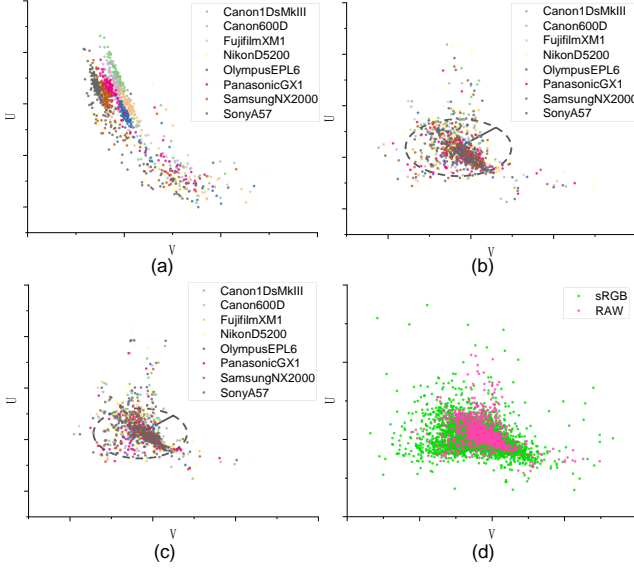 Canon1DsMkIII
Canon600D
FujifilmXM1
NikonD5200
OlympusEPL6
PanasonicGX1
SamsungNX2000
SonyA57
U
V
(a)
Canon1DsMkIII
Canon600D
FujifilmXM1
NikonD5200
OlympusEPL6
PanasonicGX1
SamsungNX2000
SonyA57
U
V
(b)
Canon1DsMkIII
Canon600D
FujifilmXM1
NikonD5200
OlympusEPL6
PanasonicGX1
SamsungNX2000
SonyA57
U
V
(c)
sRGB
RAW
U
V
(d)